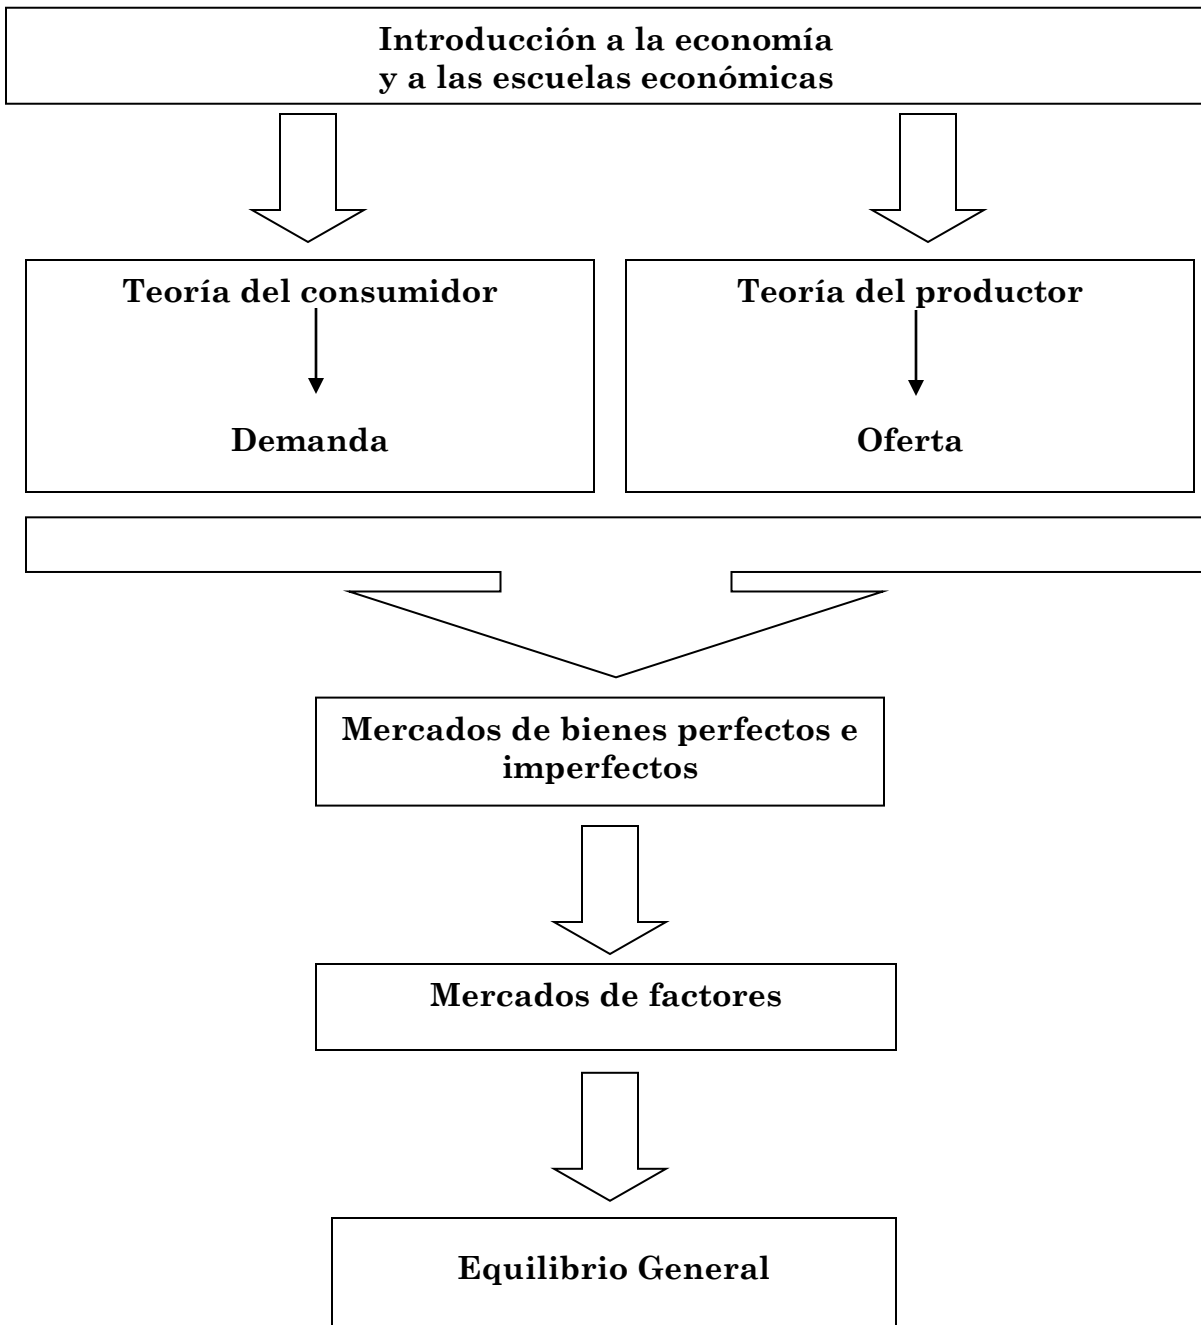 Introducción a la economía
y a las escuelas económicas
Teoría del consumidor
Demanda
Teoría del productor
Oferta
Mercados de bienes perfectos e
imperfectos
Mercados de factores
Equilibrio General